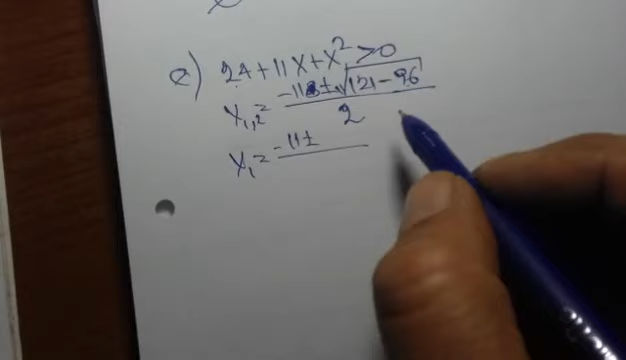 e) 24+11x+x²>0
x₁,₂= -11±√121-96
2
x₁= -11±